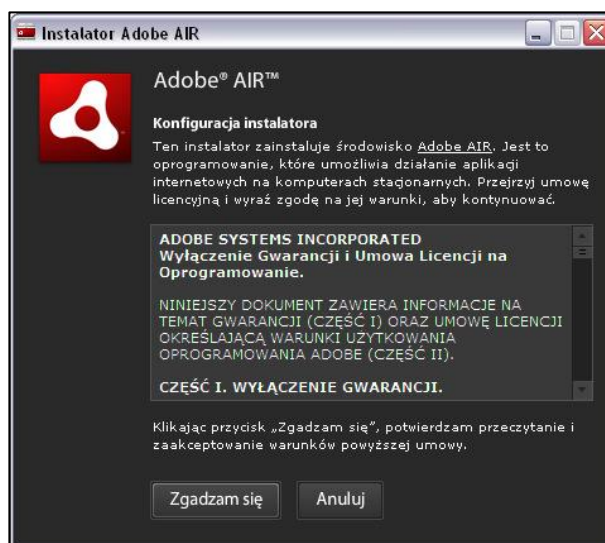 Instalator Adobe AIR
Adobe® AIR™
Konfiguracja instalatora
Ten instalator zainstaluje środowisko Adobe AIR. Jest to
oprogramowanie, które umożliwia działanie aplikacji
internetowych na komputerach stacjonarnych. Przejrzyj umowę
licencyjną i wyraź zgodę na jej warunki, aby kontynuować.
ADOBE SYSTEMS INCORPORATED
Wyłączenie Gwarancji i Umowa Licencji na
Oprogramowanie.
NINIEJSZY DOKUMENT ZAWIERA INFORMACJE NA
TEMAT GWARANCJI (CZĘŚĆ I) ORAZ UMOWĘ LICENCJI
OKREŚLAJĄCĄ WARUNKI UŻYTKOWANIA
OPROGRAMOWANIA ADOBE (CZĘŚĆ II).
CZĘŚĆ I. WYŁĄCZENIE GWARANCJI.
Klikając przycisk „Zgadzam się”, potwierdzam przeczytanie i
zaakceptowanie warunków powyższej umowy.
Zgadzam się
Anuluj